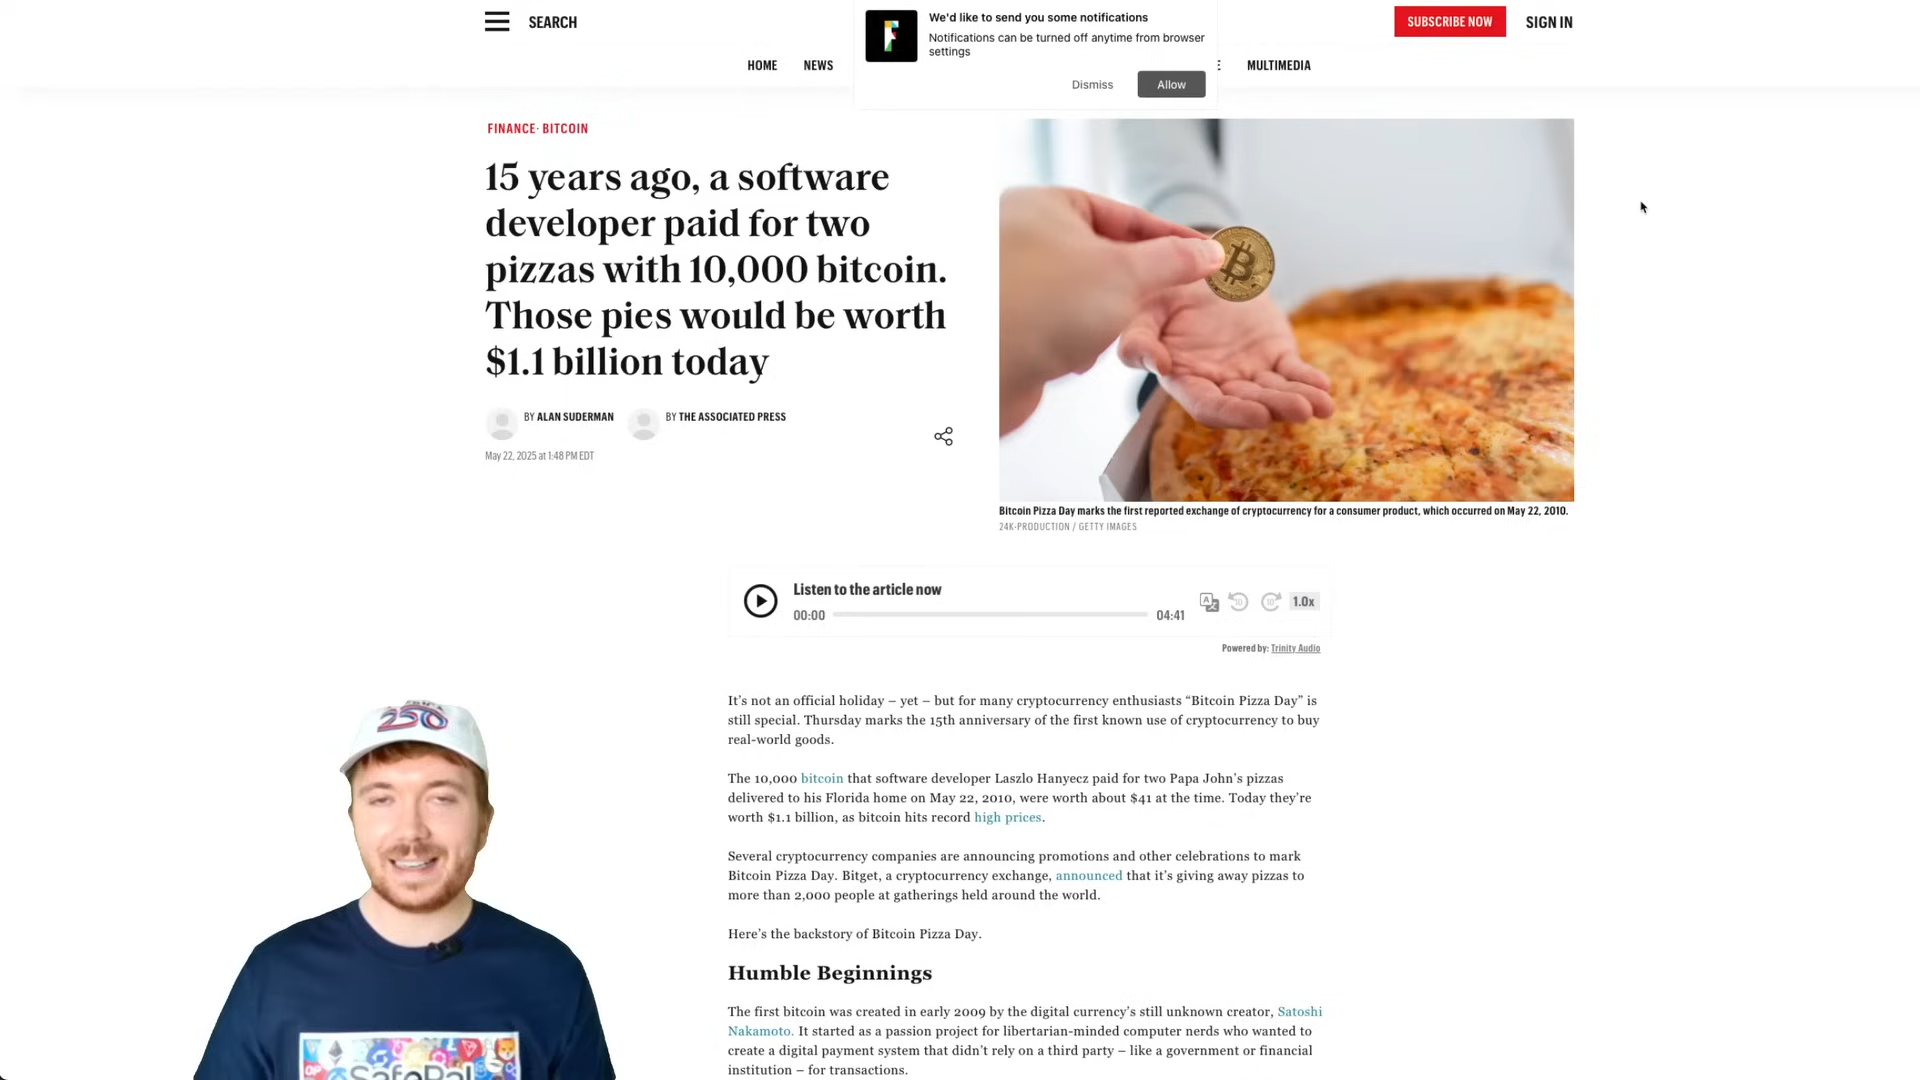 SEARCH
We'd like to send you some notifications
Notifications can be turned off anytime from browser
settings
Dismiss
Allow
SUBSCRIBE NOW
SIGN IN
HOME
NEWS
E
MULTIMEDIA
FINANCE· BITCOIN
15 years ago, a software
developer paid for two
pizzas with 10,000 bitcoin.
Those pies would be worth
$1.1 billion today
BY ALAN SUDERMAN
BY THE ASSOCIATED PRESS
May 22, 2025 at 1:48 PM EDT
Bitcoin Pizza Day marks the first reported exchange of cryptocurrency for a consumer product, which occurred on May 22, 2010.
24K-PRODUCTION / GETTY IMAGES
Listen to the article now
00:00
04:41
10
10
1.0x
Powered by: Trinity Audio
It's not an official holiday – yet – but for many cryptocurrency enthusiasts “Bitcoin Pizza Day” is
still special. Thursday marks the 15th anniversary of the first known use of cryptocurrency to buy
real-world goods.
The 10,000 bitcoin that software developer Laszlo Hanyecz paid for two Papa John's pizzas
delivered to his Florida home on May 22, 2010, were worth about $41 at the time. Today they're
worth $1.1 billion, as bitcoin hits record high prices.
Several cryptocurrency companies are announcing promotions and other celebrations to mark
Bitcoin Pizza Day. Bitget, a cryptocurrency exchange, announced that it's giving away pizzas to
more than 2,000 people at gatherings held around the world.
Here's the backstory of Bitcoin Pizza Day.
Humble Beginnings
The first bitcoin was created in early 2009 by the digital currency's still unknown creator, Satoshi
Nakamoto. It started as a passion project for libertarian-minded computer nerds who wanted to
create a digital payment system that didn't rely on a third party – like a government or financial
institution – for transactions.
250
OP
SafePal